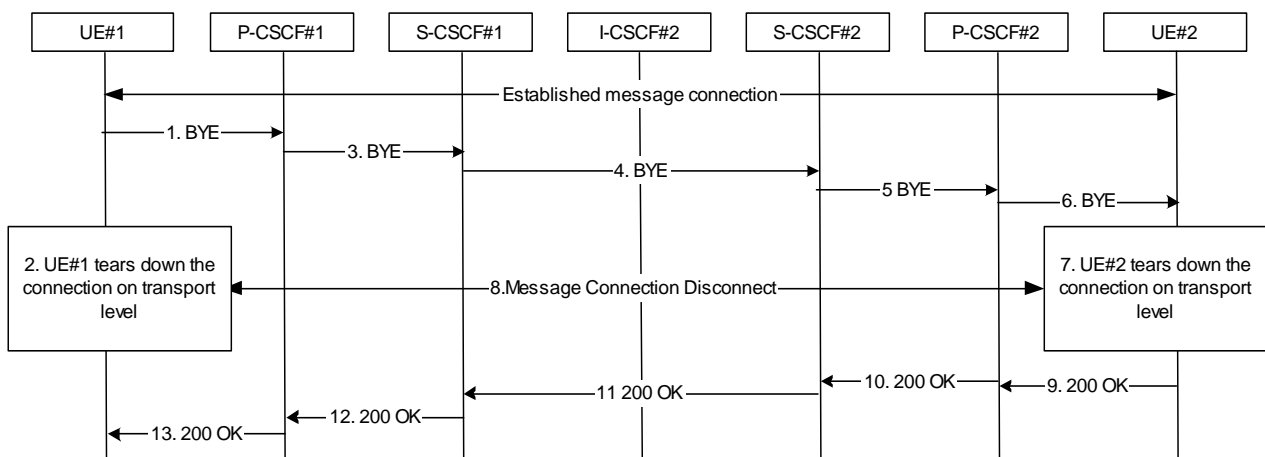 UE#1
P-CSCF#1
S-CSCF#1
I-CSCF#2
S-CSCF#2
P-CSCF#2
UE#2
Established message connection
1. BYE
3. BYE
4. BYE
5 BYE
6. BYE
2. UE#1 tears down the
connection on transport
level
8.Message Connection Disconnect
7. UE#2 tears down the
connection on transport
level
9. 200 OK
10. 200 OK
11 200 OK
12. 200 OK
13. 200 OK